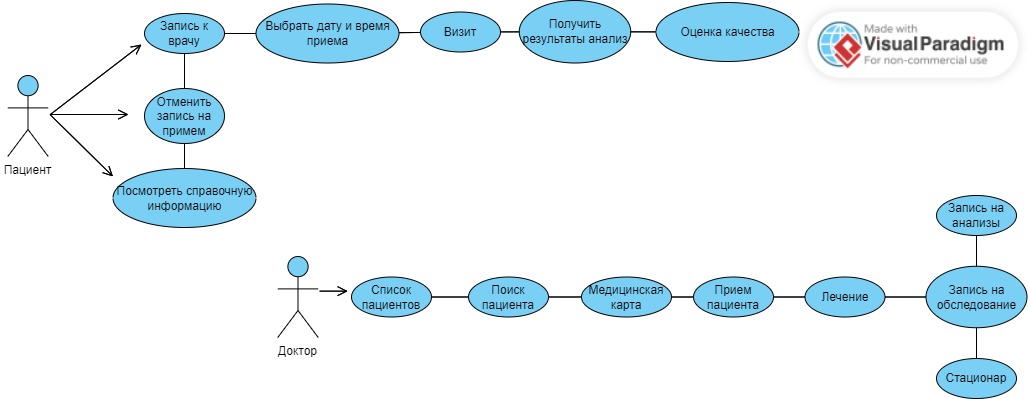 Запись к
врачу
Выбрать дату и время
приема
Визит
Получить
результаты анализ
Оценка качества
Made with
Visual Paradigm
For non-commercial use
Отменить
запись на
примем
Пациент
Посмотреть справочную
информацию
Запись на
анализы
Список
пациентов
Поиск
пациента
Медицинская
карта
Прием
пациента
Лечение
Запись на
обследование
Доктор
Стационар